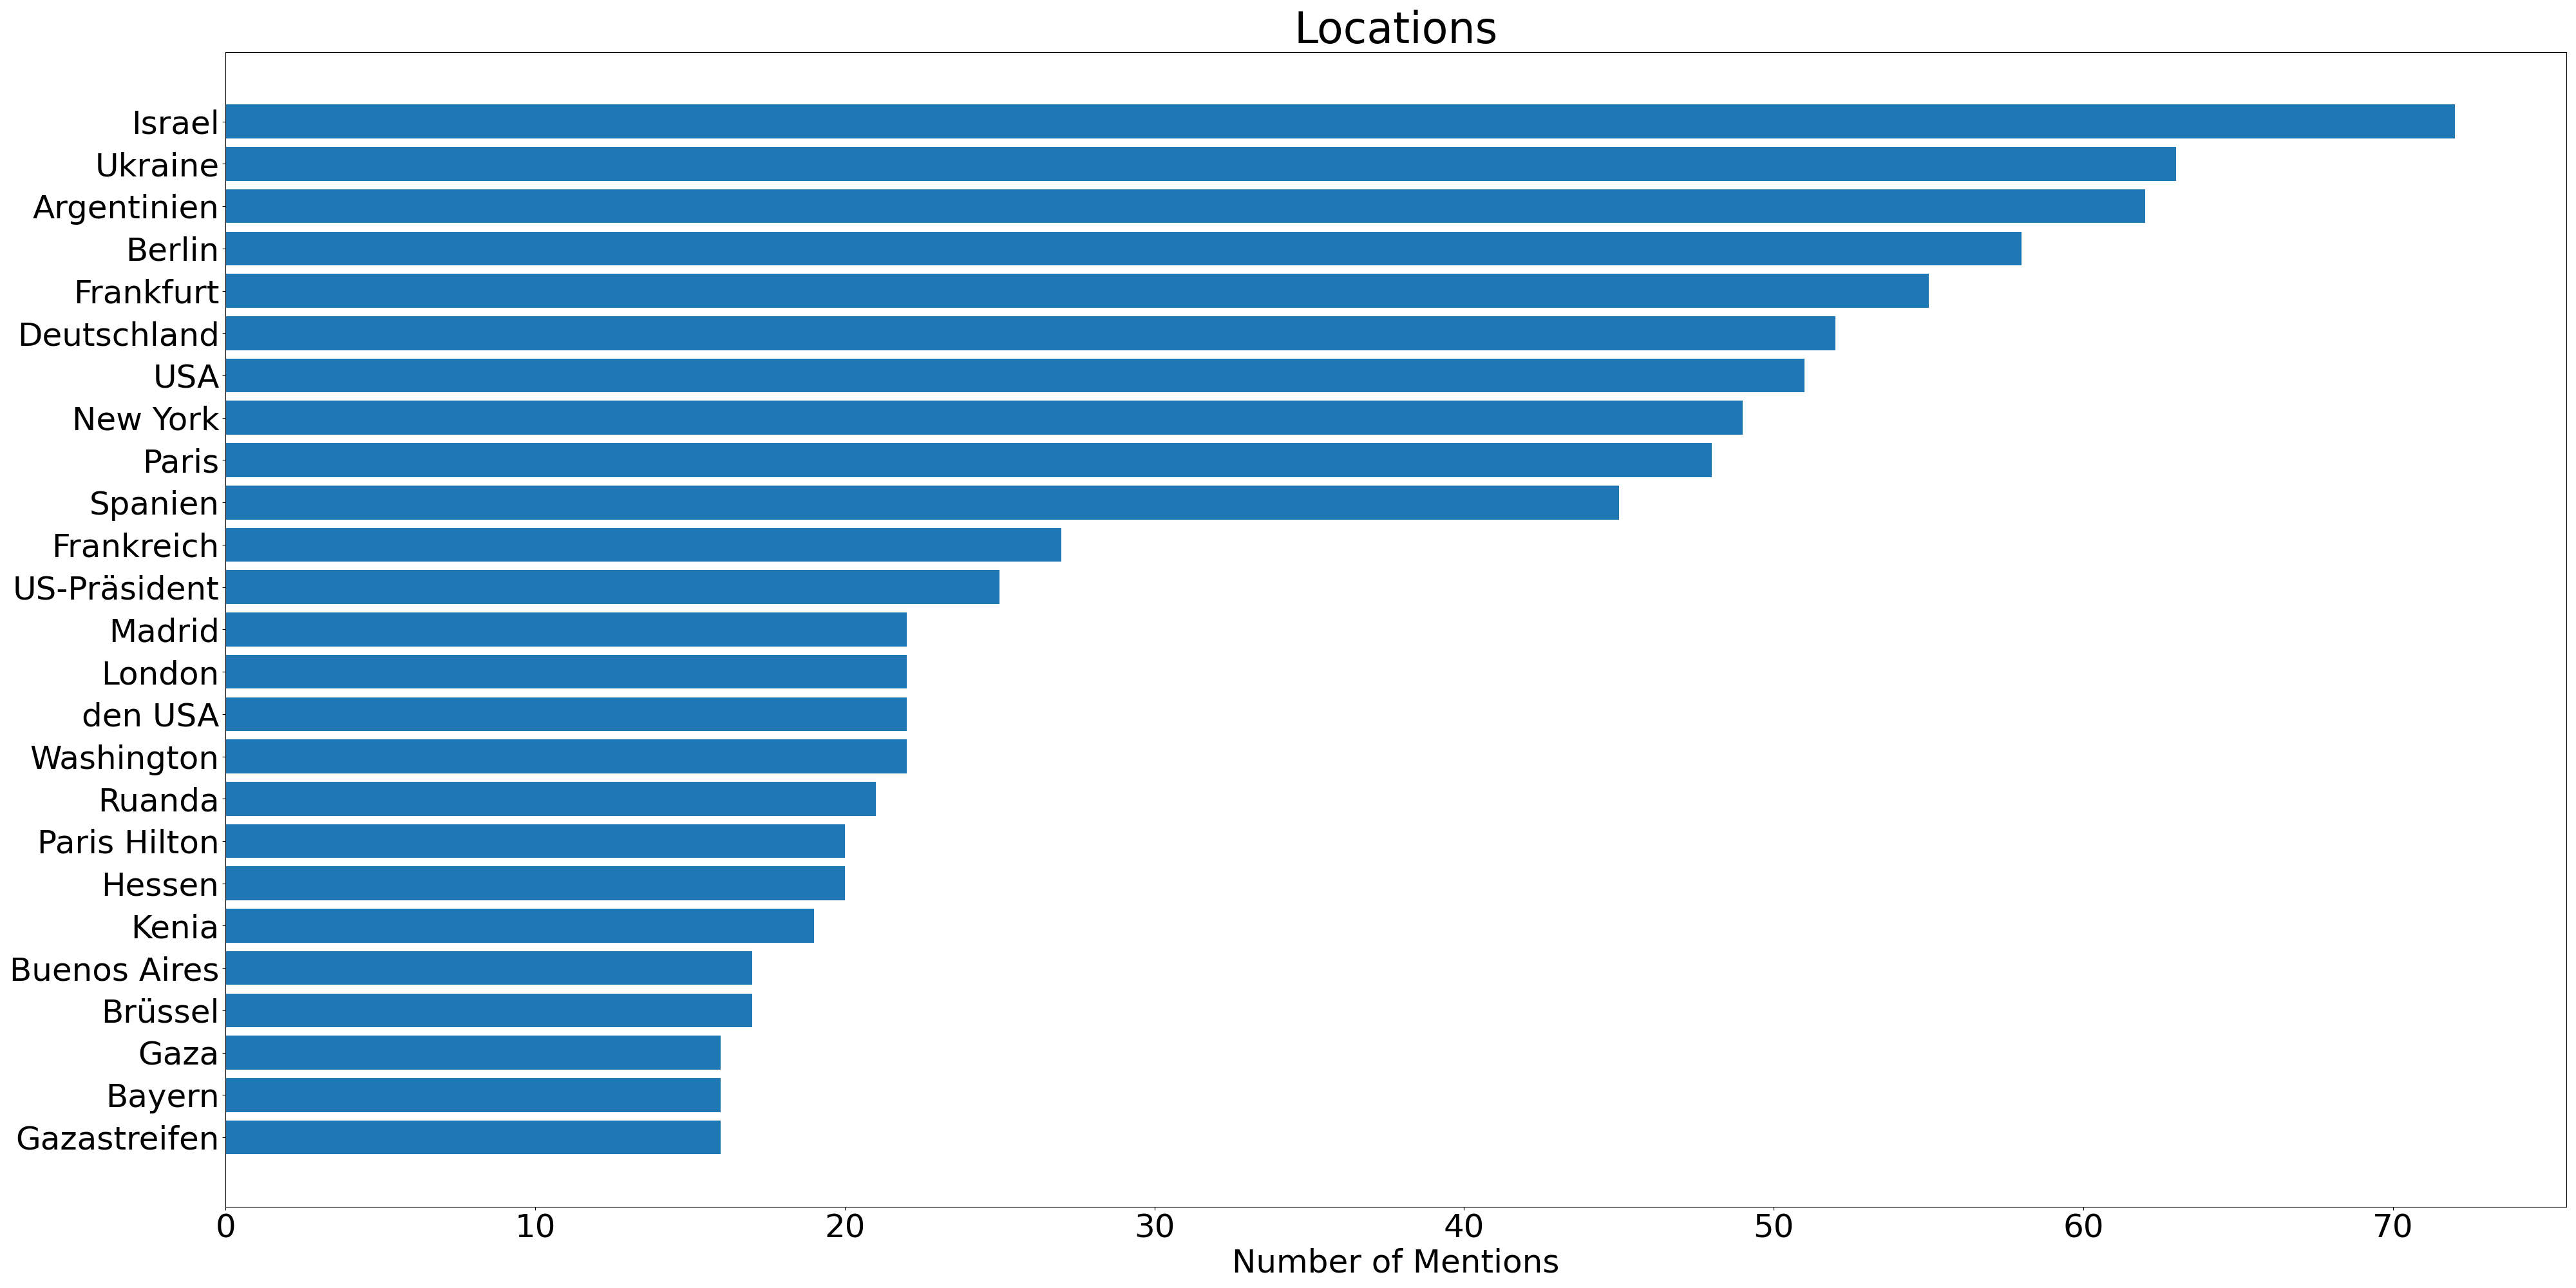 Locations
Israel
Ukraine
Argentinien
Berlin
Frankfurt
Deutschland
USA
New York
Paris
Spanien
Frankreich
US-Präsident
Madrid
London
den USA
Washington
Ruanda
Paris Hilton
Hessen
Kenia
Buenos Aires
Brüssel
Gaza
Bayern
Gazastreifen
0 10 20 30 40 50 60 70
Number of Mentions